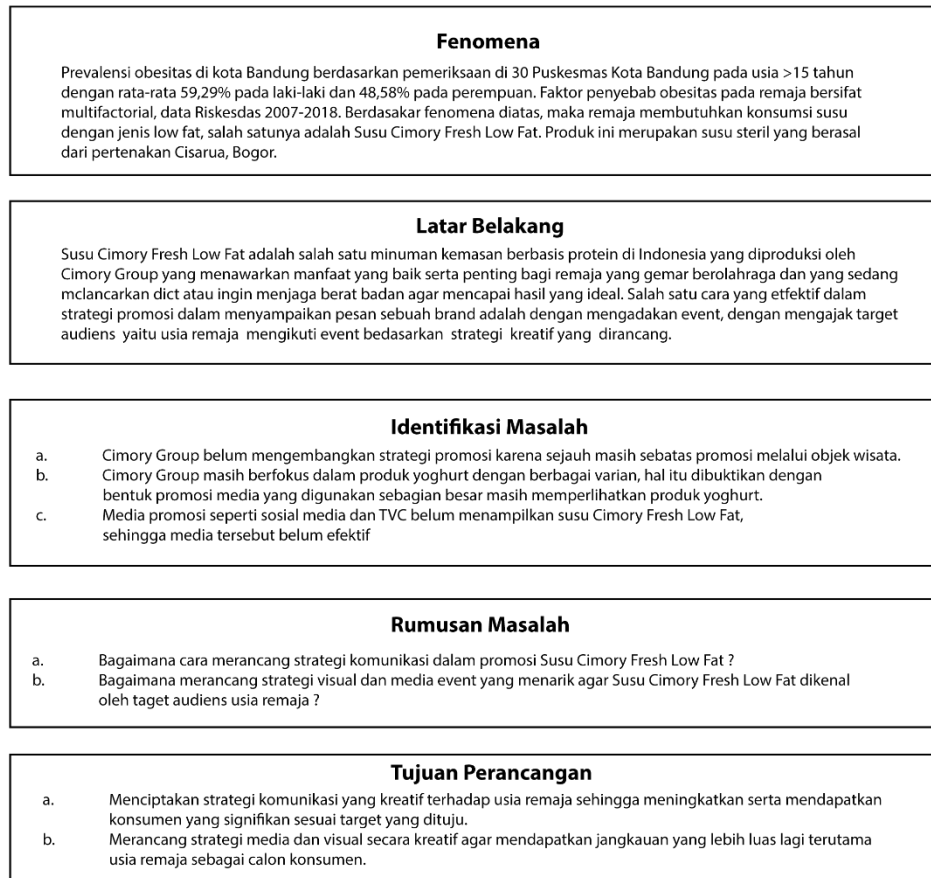 Fenomena
Prevalensi obesitas di kota Bandung berdasarkan pemeriksaan di 30 Puskesmas Kota Bandung pada usia >15 tahun
dengan rata-rata 59,29% pada laki-laki dan 48,58% pada perempuan. Faktor penyebab obesitas pada remaja bersifat
multifactorial, data Riskesdas 2007-2018. Berdasakar fenomena diatas, maka remaja membutuhkan konsumsi susu
dengan jenis low fat, salah satunya adalah Susu Cimory Fresh Low Fat. Produk ini merupakan susu steril yang berasal
dari pertenakan Cisarua, Bogor.
Latar Belakang
Susu Cimory Fresh Low Fat adalah salah satu minuman kemasan berbasis protein di Indonesia yang diproduksi oleh
Cimory Group yang menawarkan manfaat yang baik serta penting bagi remaja yang gemar berolahraga dan yang sedang
mclancarkan dict atau ingin menjaga berat badan agar mencapai hasil yang ideal. Salah satu cara yang etfektif dalam
strategi promosi dalam menyampaikan pesan sebuah brand adalah dengan mengadakan event, dengan mengajak target
audiens yaitu usia remaja mengikuti event bedasarkan strategi kreatif yang dirancang.
Identifikasi Masalah
a. Cimory Group belum mengembangkan strategi promosi karena sejauh masih sebatas promosi melalui objek wisata.
b. Cimory Group masih berfokus dalam produk yoghurt dengan berbagai varian, hal itu dibuktikan dengan
bentuk promosi media yang digunakan sebagian besar masih memperlihatkan produk yoghurt.
c. Media promosi seperti sosial media dan TVC belum menampilkan susu Cimory Fresh Low Fat,
sehingga media tersebut belum efektif
Rumusan Masalah
a. Bagaimana cara merancang strategi komunikasi dalam promosi Susu Cimory Fresh Low Fat ?
b. Bagaimana merancang strategi visual dan media event yang menarik agar Susu Cimory Fresh Low Fat dikenal
oleh taget audiens usia remaja ?
Tujuan Perancangan
a. Menciptakan strategi komunikasi yang kreatif terhadap usia remaja sehingga meningkatkan serta mendapatkan
konsumen yang signifikan sesuai target yang dituju.
b. Merancang strategi media dan visual secara kreatif agar mendapatkan jangkauan yang lebih luas lagi terutama
usia remaja sebagai calon konsumen.